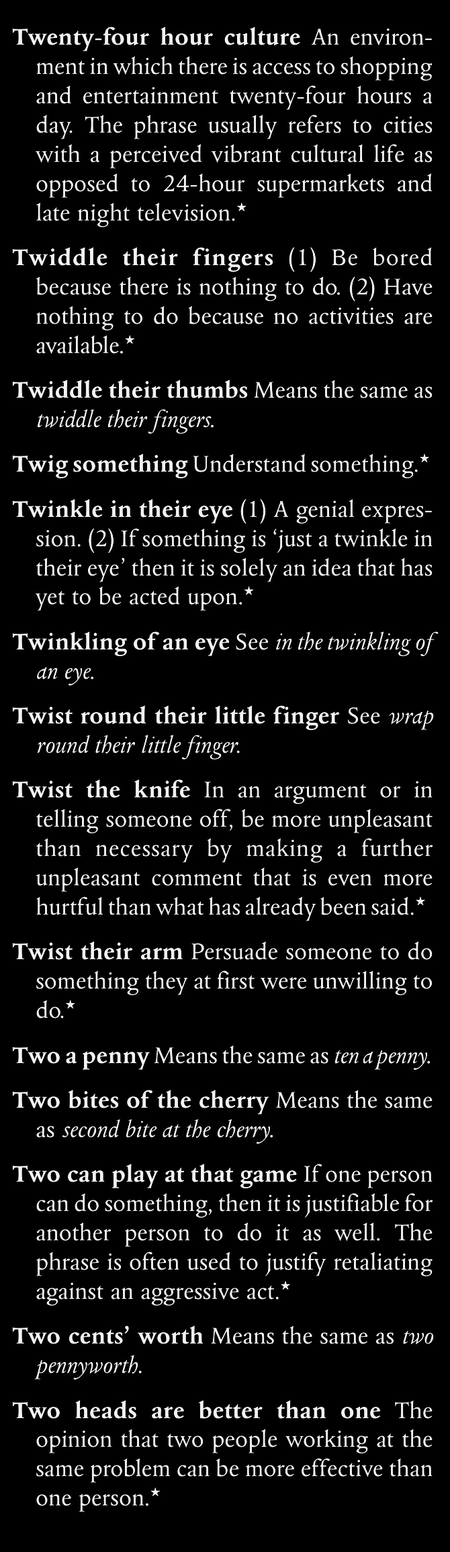 Twenty-four hour culture An environ-
ment in which there is access to shopping
and entertainment twenty-four hours a
day. The phrase usually refers to cities
with a perceived vibrant cultural life as
opposed to 24-hour supermarkets and
late night television.★
Twiddle their fingers (1) Be bored
because there is nothing to do. (2) Have
nothing to do because no activities are
available.★
Twiddle their thumbs Means the same as
twiddle their fingers.
Twig something Understand something.★
Twinkle in their eye (1) A genial expres-
sion. (2) If something is ‘just a twinkle in
their eye’ then it is solely an idea that has
yet to be acted upon.★
Twinkling of an eye See in the twinkling of
an eye.
Twist round their little finger See wrap
round their little finger.
Twist the knife In an argument or in
telling someone off, be more unpleasant
than necessary by making a further
unpleasant comment that is even more
hurtful than what has already been said.★
Twist their arm Persuade someone to do
something they at first were unwilling to
do.★
Two a penny Means the same as ten a penny.
Two bites of the cherry Means the same
as second bite at the cherry.
Two can play at that game If one person
can do something, then it is justifiable for
another person to do it as well. The
phrase is often used to justify retaliating
against an aggressive act.★
Two cents’ worth Means the same as two
pennyworth.
Two heads are better than one The
opinion that two people working at the
same problem can be more effective than
one person.★